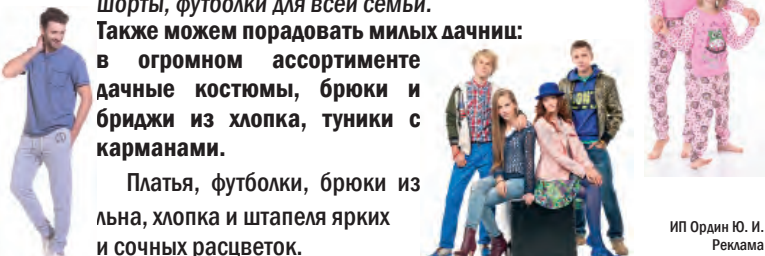 шорты, футболки для всей семьи.
Также можем порадовать милых дачниц:
в огромном ассортименте
дачные костюмы, брюки и
бриджи из хлопка, туники с
карманами.
Платья, футболки, брюки из
льна, хлопка и штапеля ярких
и сочных расцветок.
ИП Ордин Ю. И.
Реклама